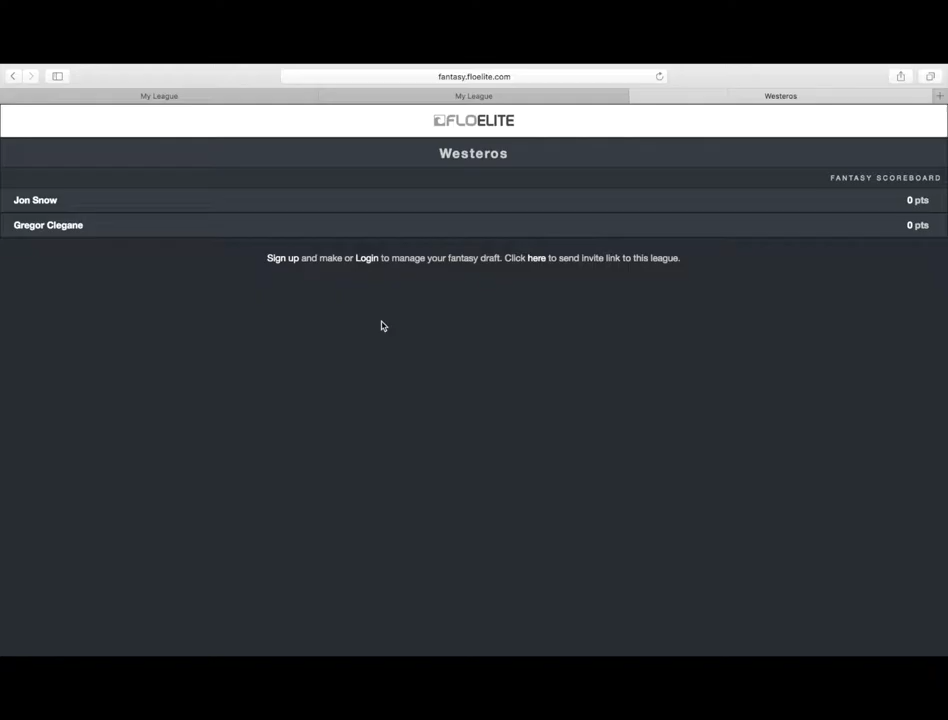 fantasy.floelite.com
My League
My League
Westeros
FLOELITE
Westeros
FANTASY SCOREBOARD
Jon Snow 0 pts
Gregor Clegane 0 pts
Sign up and make or Login to manage your fantasy draft. Click here to send invite link to this league.